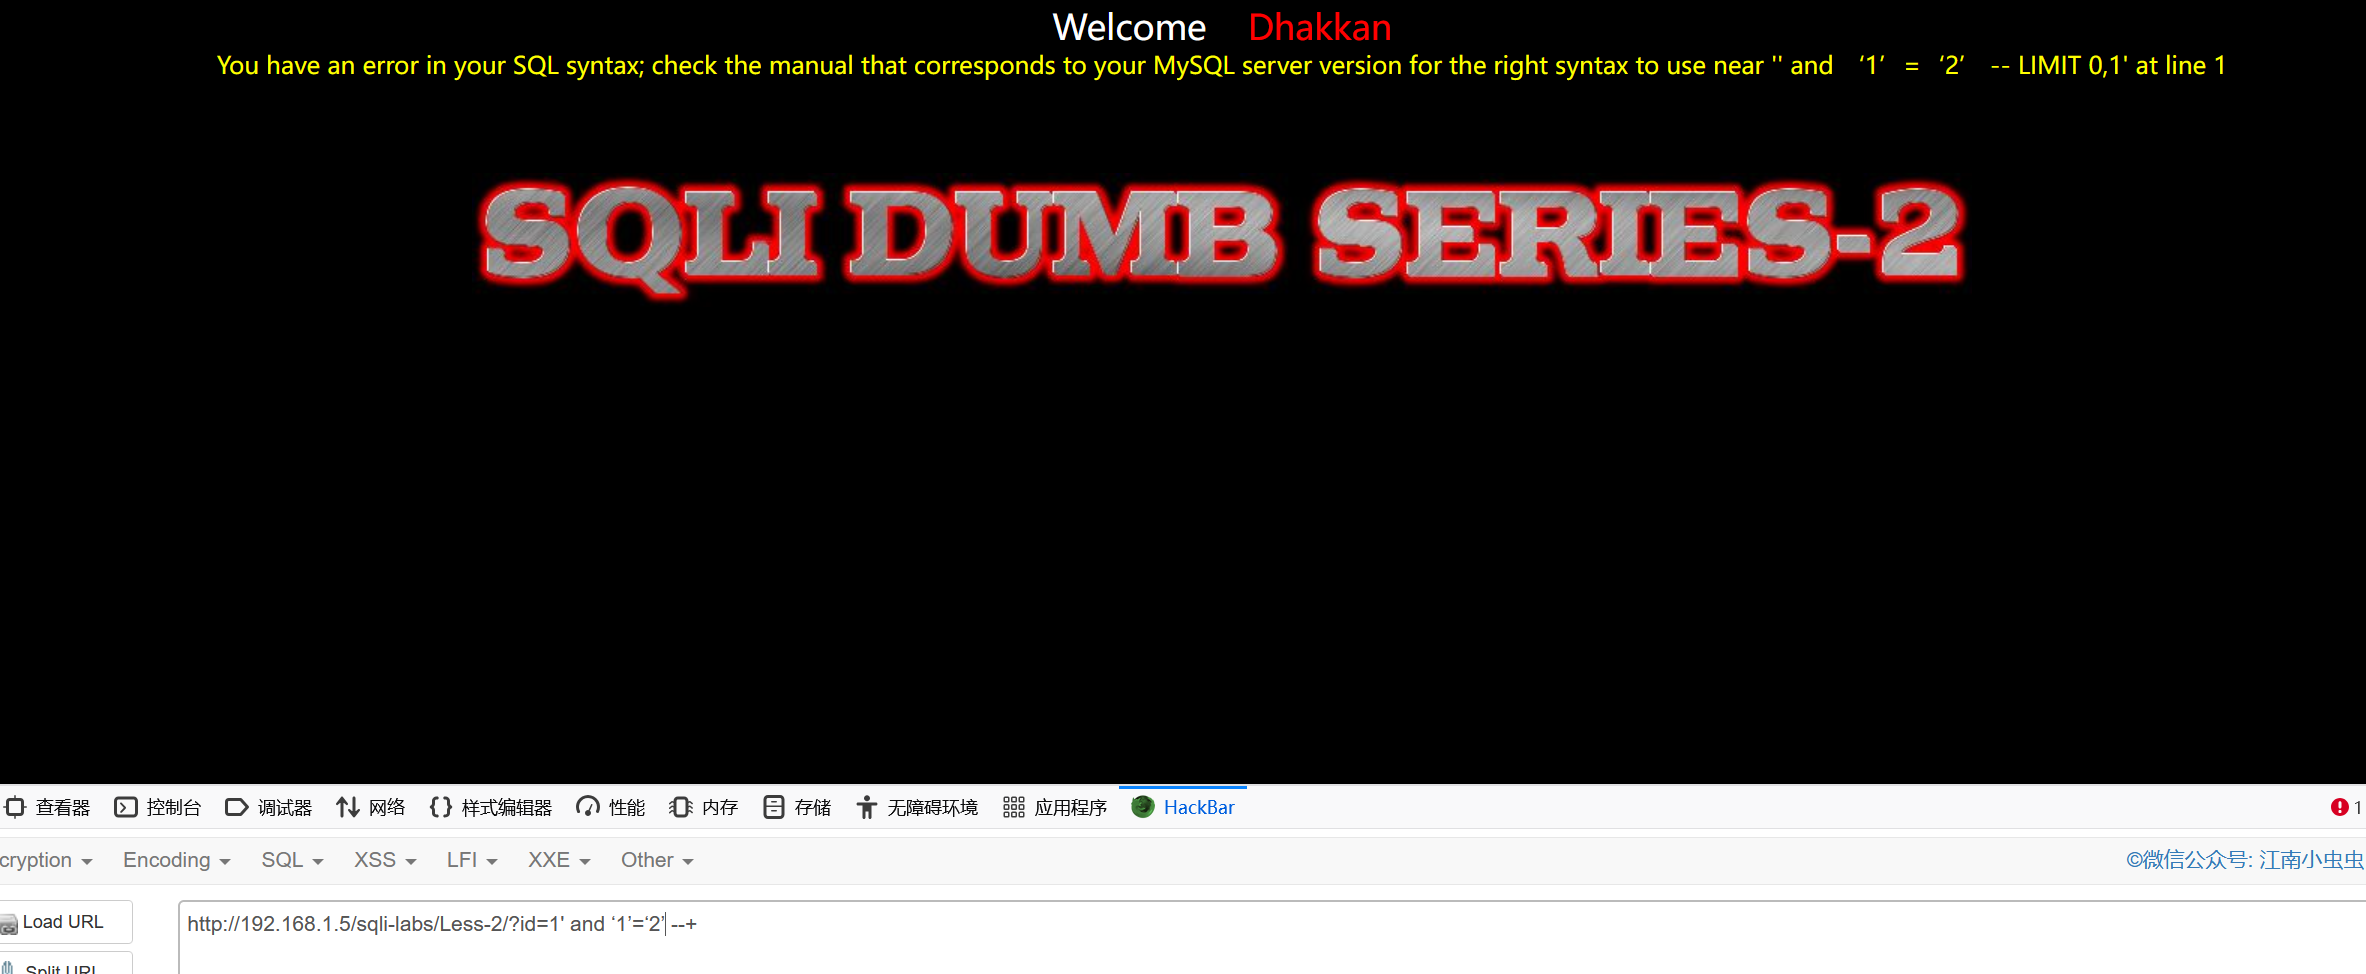 Welcome Dhakkan
You have an error in your SQL syntax; check the manual that corresponds to your MySQL server version for the right syntax to use near '' and ‘1’ = ‘2’ -- LIMIT 0,1' at line 1
SQLI DUMB SERIES-2
查看器 控制台 调试器 网络 样式编辑器 性能 内存 存储 无障碍环境 应用程序 HackBar 1
cryption Encoding SQL XSS LFI XXE Other ©微信公众号: 江南小虫虫
Load URL http://192.168.1.5/sqli-labs/Less-2/?id=1' and ‘1’=‘2’ --+
Split URL